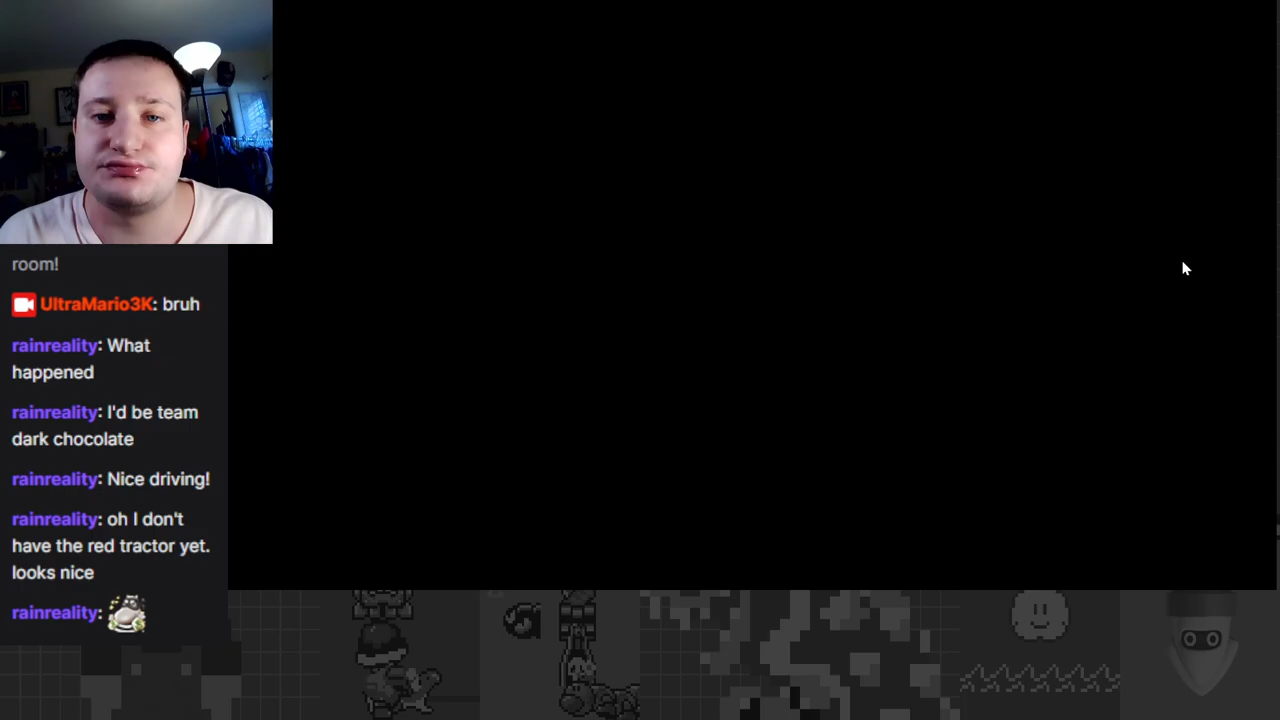 room!
UltraMario3K: bruh
rainreality: What
happened
rainreality: I'd be team
dark chocolate
rainreality: Nice driving!
rainreality: oh I don't
have the red tractor yet.
looks nice
rainreality: